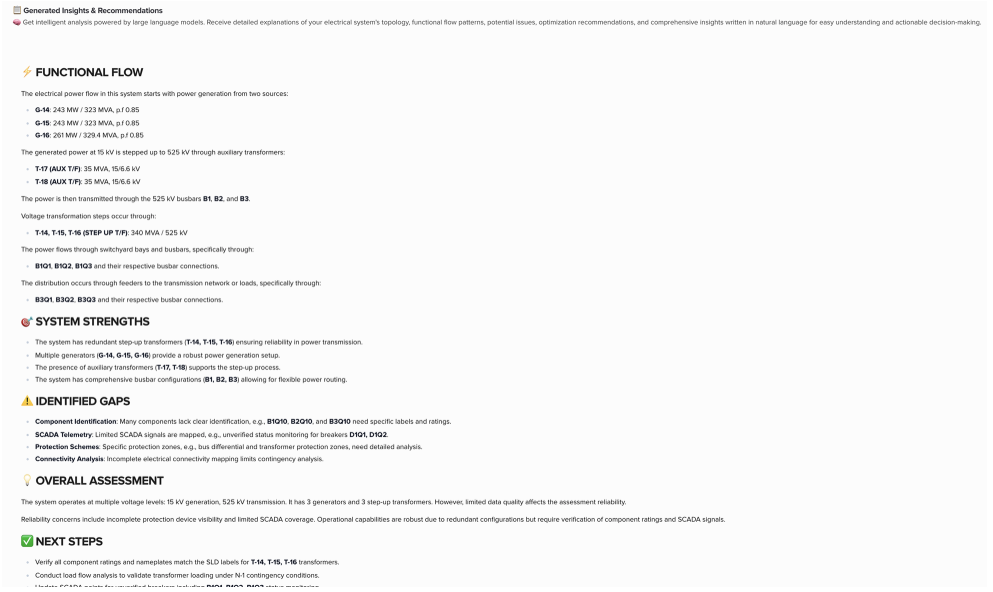 📋 Generated Insights & Recommendations
🧠 Get intelligent analysis powered by large language models. Receive detailed explanations of your electrical system's topology, functional flow patterns, potential issues, optimization recommendations, and comprehensive insights written in natural language for easy understanding and actionable decision-making.
⚡ FUNCTIONAL FLOW
The electrical power flow in this system starts with power generation from two sources:
G-14: 243 MW / 323 MVA, p.f 0.85
G-15: 243 MW / 323 MVA, p.f 0.85
G-16: 261 MW / 329.4 MVA, p.f 0.85
The generated power at 15 kV is stepped up to 525 kV through auxiliary transformers:
T-17 (AUX T/F): 35 MVA, 15/6.6 kV
T-18 (AUX T/F): 35 MVA, 15/6.6 kV
The power is then transmitted through the 525 kV busbars B1, B2, and B3.
Voltage transformation steps occur through:
T-14, T-15, T-16 (STEP UP T/F): 340 MVA / 525 kV
The power flows through switchyard bays and busbars, specifically through:
B1Q1, B1Q2, B1Q3 and their respective busbar connections.
The distribution occurs through feeders to the transmission network or loads, specifically through:
B3Q1, B3Q2, B3Q3 and their respective busbar connections.
🎯 SYSTEM STRENGTHS
The system has redundant step-up transformers (T-14, T-15, T-16) ensuring reliability in power transmission.
Multiple generators (G-14, G-15, G-16) provide a robust power generation setup.
The presence of auxiliary transformers (T-17, T-18) supports the step-up process.
The system has comprehensive busbar configurations (B1, B2, B3) allowing for flexible power routing.
⚠️ IDENTIFIED GAPS
Component Identification: Many components lack clear identification, e.g., B1Q10, B2Q10, and B3Q10 need specific labels and ratings.
SCADA Telemetry: Limited SCADA signals are mapped, e.g., unverified status monitoring for breakers D1Q1, D1Q2.
Protection Schemes: Specific protection zones, e.g., bus differential and transformer protection zones, need detailed analysis.
Connectivity Analysis: Incomplete electrical connectivity mapping limits contingency analysis.
💡 OVERALL ASSESSMENT
The system operates at multiple voltage levels: 15 kV generation, 525 kV transmission. It has 3 generators and 3 step-up transformers. However, limited data quality affects the assessment reliability.
Reliability concerns include incomplete protection device visibility and limited SCADA coverage. Operational capabilities are robust due to redundant configurations but require verification of component ratings and SCADA signals.
✅ NEXT STEPS
Verify all component ratings and nameplates match the SLD labels for T-14, T-15, T-16 transformers.
Conduct load flow analysis to validate transformer loading under N-1 contingency conditions.